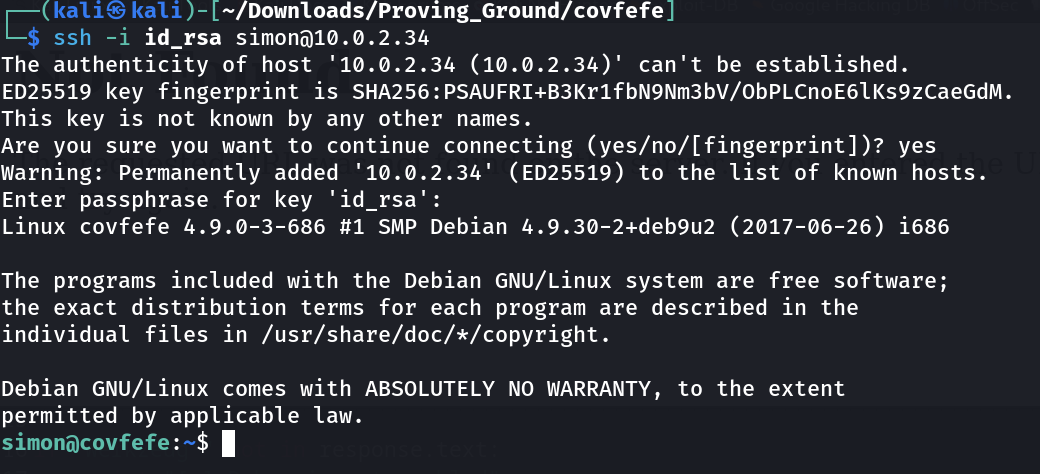 ┌──(kali㉿kali)-[~/Downloads/Proving_Ground/covfefe]
└─$ ssh -i id_rsa simon@10.0.2.34
The authenticity of host '10.0.2.34 (10.0.2.34)' can't be established.
ED25519 key fingerprint is SHA256:PSAUFRI+B3Kr1fbN9Nm3bV/ObPLCnoE6lKs9zCaeGdM.
This key is not known by any other names.
Are you sure you want to continue connecting (yes/no/[fingerprint])? yes
Warning: Permanently added '10.0.2.34' (ED25519) to the list of known hosts.
Enter passphrase for key 'id_rsa':
Linux covfefe 4.9.0-3-686 #1 SMP Debian 4.9.30-2+deb9u2 (2017-06-26) i686
The programs included with the Debian GNU/Linux system are free software;
the exact distribution terms for each program are described in the
individual files in /usr/share/doc/*/copyright.
Debian GNU/Linux comes with ABSOLUTELY NO WARRANTY, to the extent
permitted by applicable law.
simon@covfefe:~$
response text: